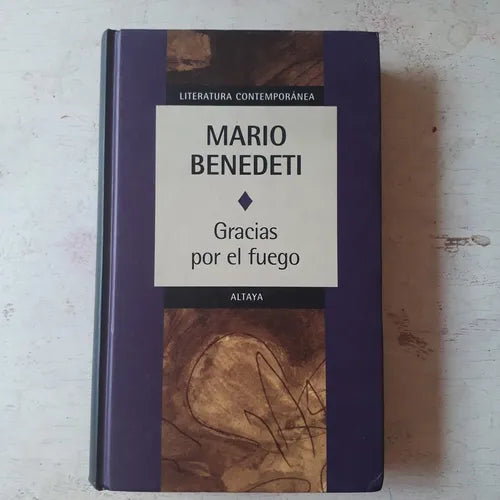 LITERATURA CONTEMPORÁNEA
MARIO
BENEDETI
Gracias
por el fuego
ALTAYA